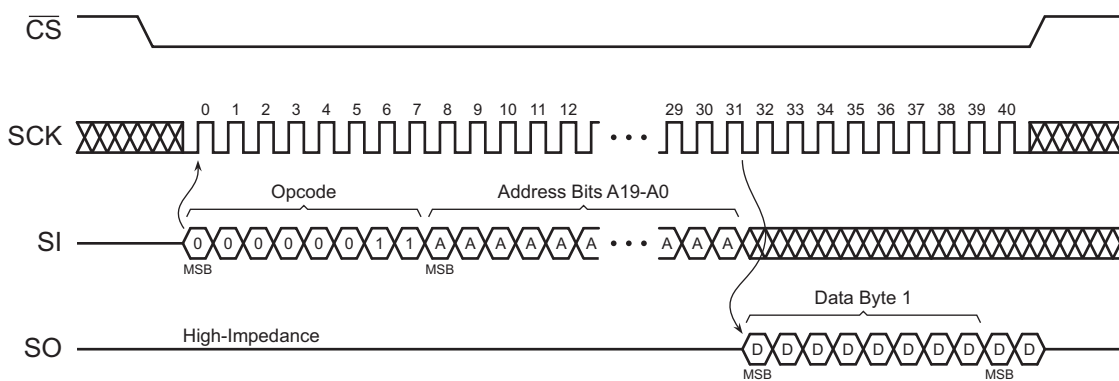 CS
0 1 2 3 4 5 6 7 8 9 10 11 12 29 30 31 32 33 34 35 36 37 38 39 40
SCK
Opcode Address Bits A19-A0
SI 0 0 0 0 0 0 1 1 A A A A A A A A A
MSB MSB
Data Byte 1
High-Impedance
SO D D D D D D D D D D
MSB MSB